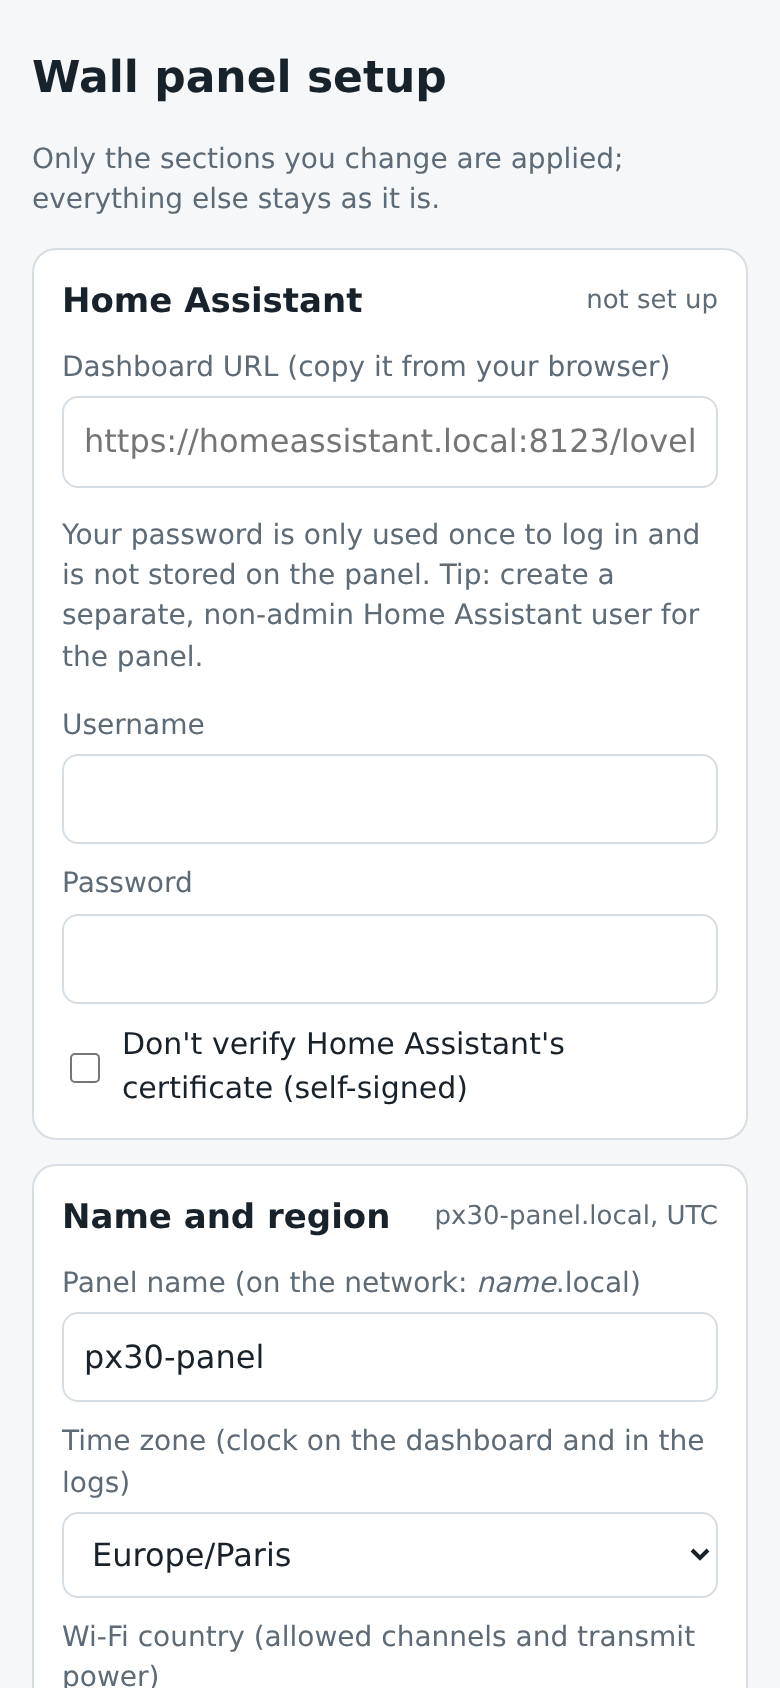 Wall panel setup
Only the sections you change are applied;
everything else stays as it is.
Home Assistant
not set up
Dashboard URL (copy it from your browser)
https://homeassistant.local:8123/lovel
Your password is only used once to log in and
is not stored on the panel. Tip: create a
separate, non-admin Home Assistant user for
the panel.
Username
Password
Don't verify Home Assistant's
certificate (self-signed)
Name and region
px30-panel.local, UTC
Panel name (on the network: name.local)
px30-panel
Time zone (clock on the dashboard and in the
logs)
Europe/Paris
Wi-Fi country (allowed channels and transmit
power)